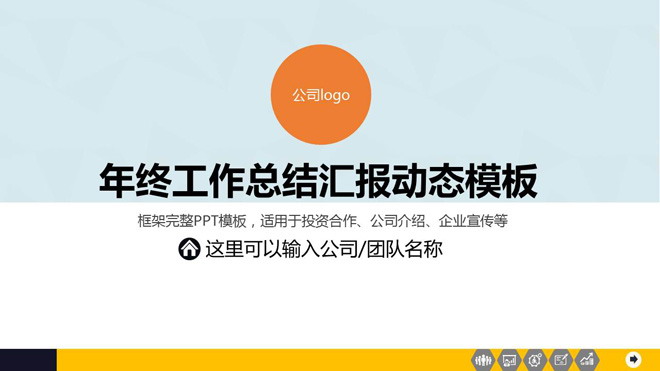 公司logo
年终工作总结汇报动态模板
框架完整PPT模板，适用于投资合作、公司介绍、企业宣传等
这里可以输入公司/团队名称